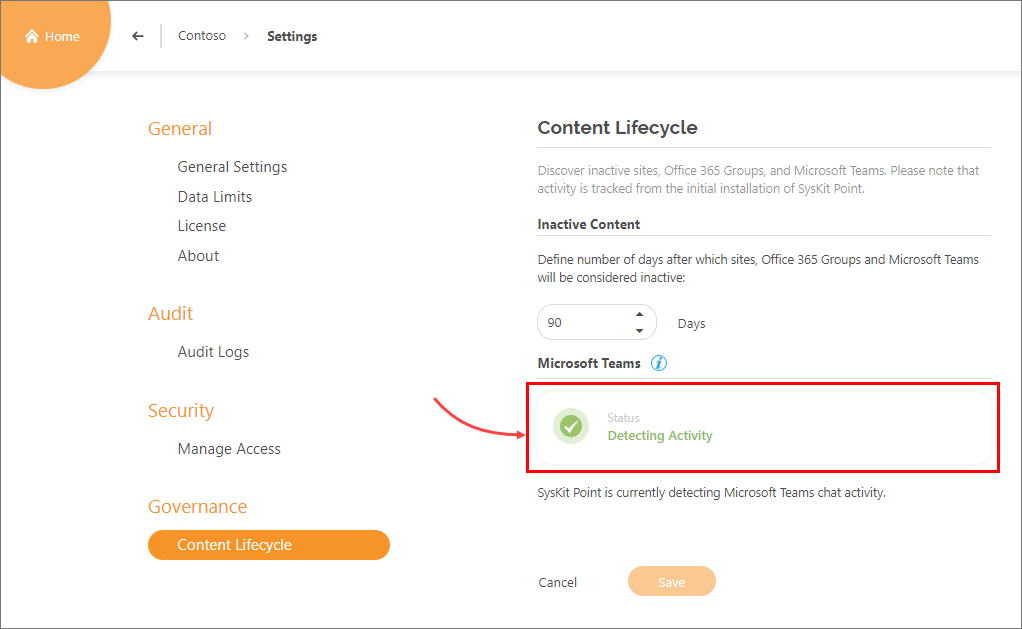 Home
Contoso
Settings
General
General Settings
Data Limits
License
About
Audit
Audit Logs
Security
Manage Access
Governance
Content Lifecycle
Content Lifecycle
Discover inactive sites, Office 365 Groups, and Microsoft Teams. Please note that
activity is tracked from the initial installation of SysKit Point.
Inactive Content
Define number of days after which sites, Office 365 Groups and Microsoft Teams
will be considered inactive:
90
Days
Microsoft Teams
Status
Detecting Activity
SysKit Point is currently detecting Microsoft Teams chat activity.
Cancel
Save